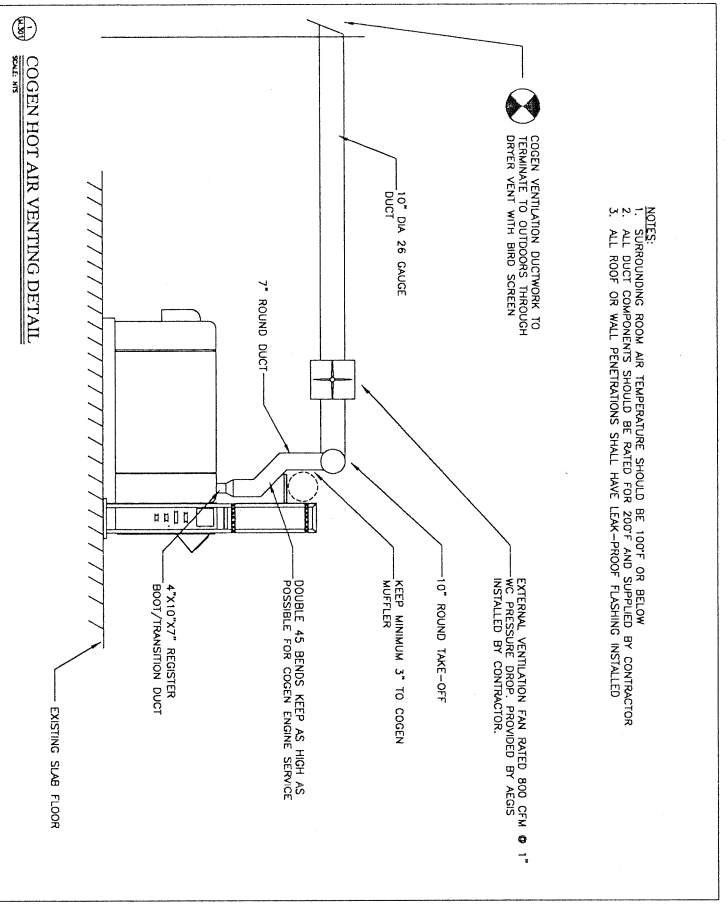 NOTES:
1. SURROUNDING ROOM AIR TEMPERATURE SHOULD BE 100°F OR BELOW
2. ALL DUCT COMPONENTS SHOULD BE RATED FOR 200°F AND SUPPLIED BY CONTRACTOR
3. ALL ROOF OR WALL PENETRATIONS SHALL HAVE LEAK-PROOF FLASHING INSTALLED
COGEN VENTILATION DUCTWORK TO
TERMINATE TO OUTDOORS THROUGH
DRYER VENT WITH BIRD SCREEN
EXTERNAL VENTILATION FAN RATED 800 CFM @ 1"
WC PRESSURE DROP. PROVIDED BY AEGIS
INSTALLED BY CONTRACTOR.
10" ROUND TAKE-OFF
10" DIA 26 GAUGE
DUCT
KEEP MINIMUM 3" TO COGEN
MUFFLER
7" ROUND DUCT
DOUBLE 45 BENDS KEEP AS HIGH AS
POSSIBLE FOR COGEN ENGINE SERVICE
4"X10"X7" REGISTER
BOOT/TRANSITION DUCT
EXISTING SLAB FLOOR
1
M.301
COGEN HOT AIR VENTING DETAIL
SCALE: NTS